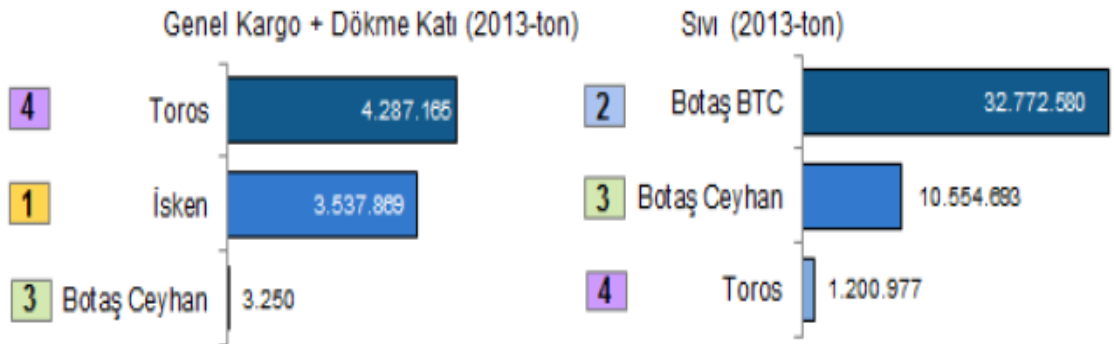 Genel Kargo + Dökme Katı (2013-ton)
4 Toros 4.287.165
1 İsken 3.537.869
3 Botaş Ceyhan 3.250
Sıvı (2013-ton)
2 Botaş BTC 32.772.580
3 Botaş Ceyhan 10.554.693
4 Toros 1.200.977